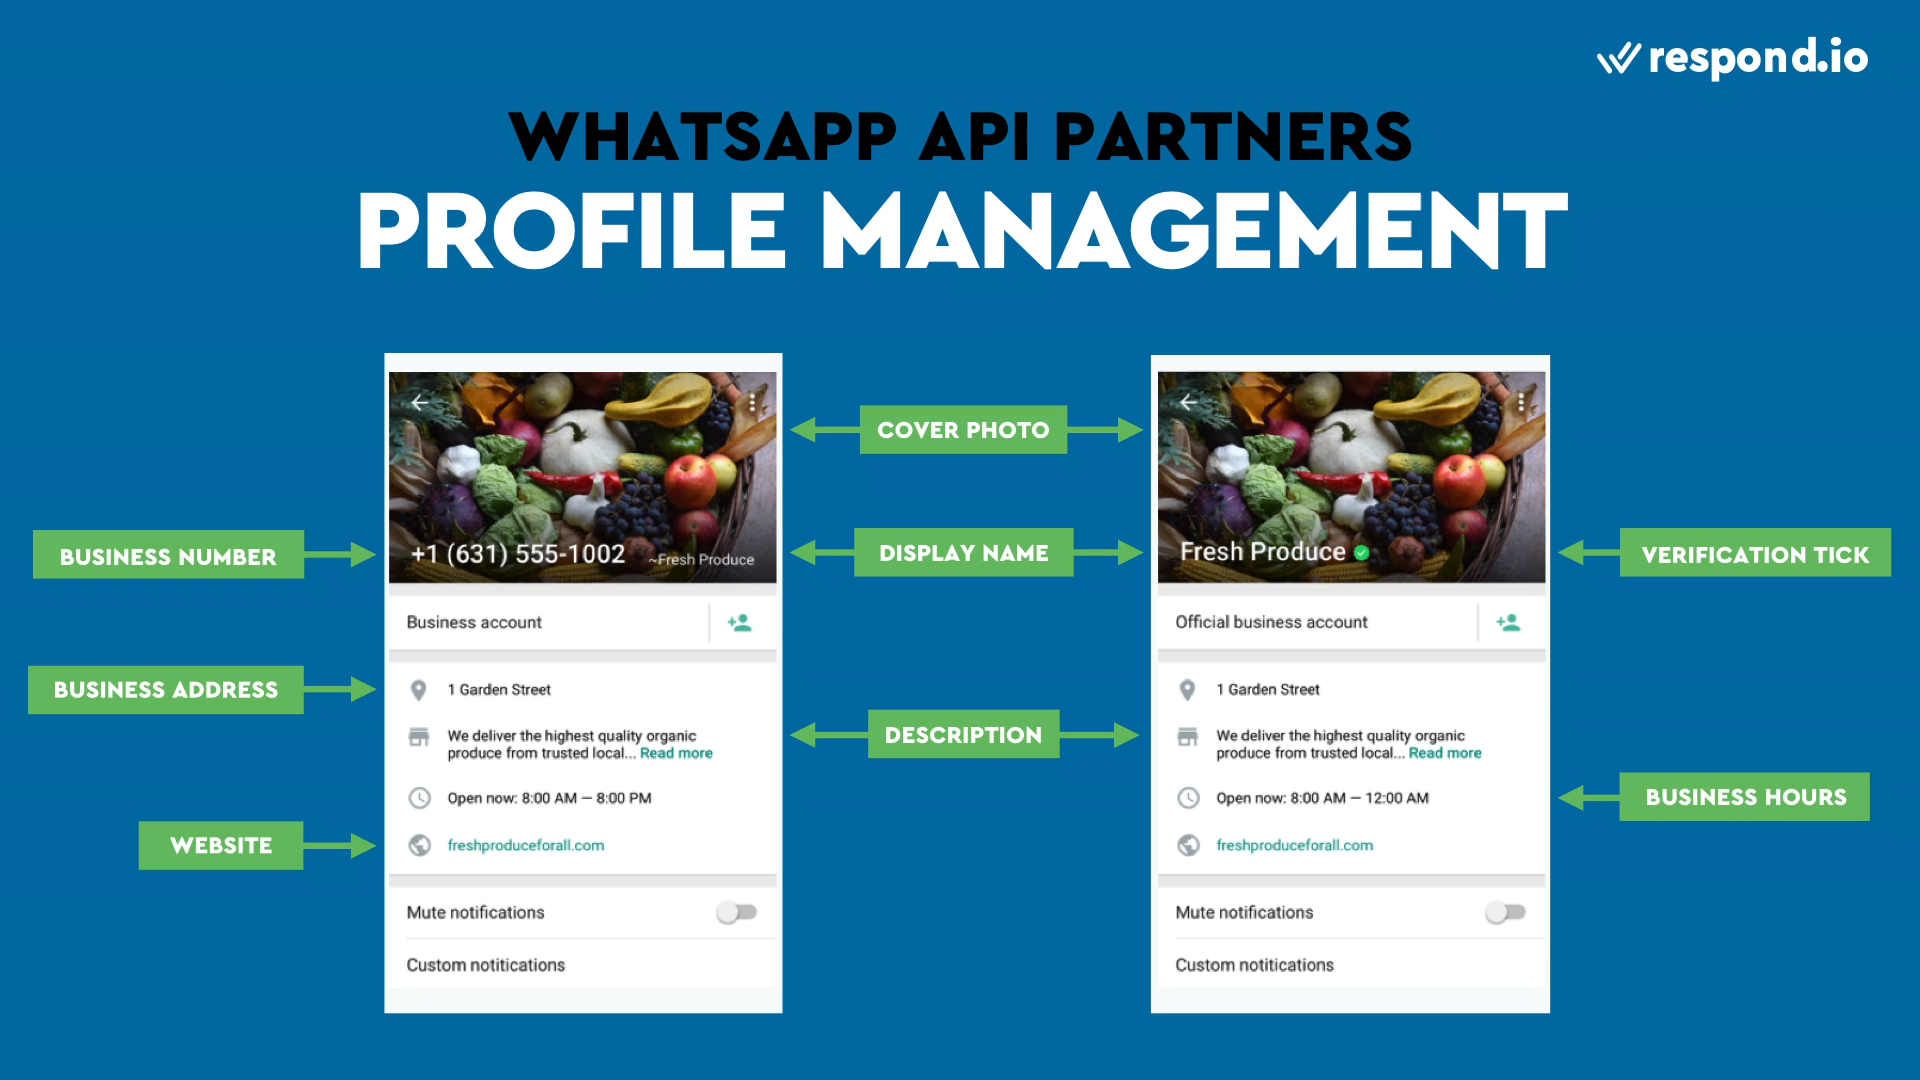 respond.io
WHATSAPP API PARTNERS
PROFILE MANAGEMENT
COVER PHOTO
BUSINESS NUMBER
+1 (631) 555-1002 ~Fresh Produce
DISPLAY NAME
Fresh Produce
VERIFICATION TICK
Business account
Official business account
BUSINESS ADDRESS
1 Garden Street
1 Garden Street
We deliver the highest quality organic
produce from trusted local... Read more
DESCRIPTION
We deliver the highest quality organic
produce from trusted local... Read more
Open now: 8:00 AM – 8:00 PM
Open now: 8:00 AM – 12:00 AM
BUSINESS HOURS
WEBSITE
freshproduceforall.com
freshproduceforall.com
Mute notifications
Mute notifications
Custom notitications
Custom notitications